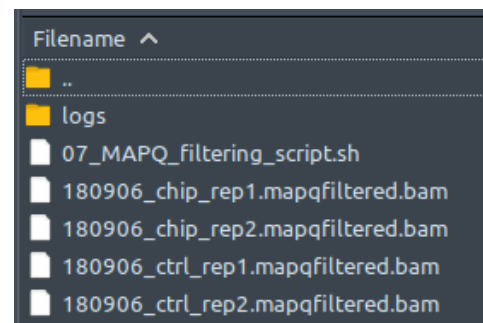 Filename
..
logs
07_MAPQ_filtering_script.sh
180906_chip_rep1.mapqfiltered.bam
180906_chip_rep2.mapqfiltered.bam
180906_ctrl_rep1.mapqfiltered.bam
180906_ctrl_rep2.mapqfiltered.bam